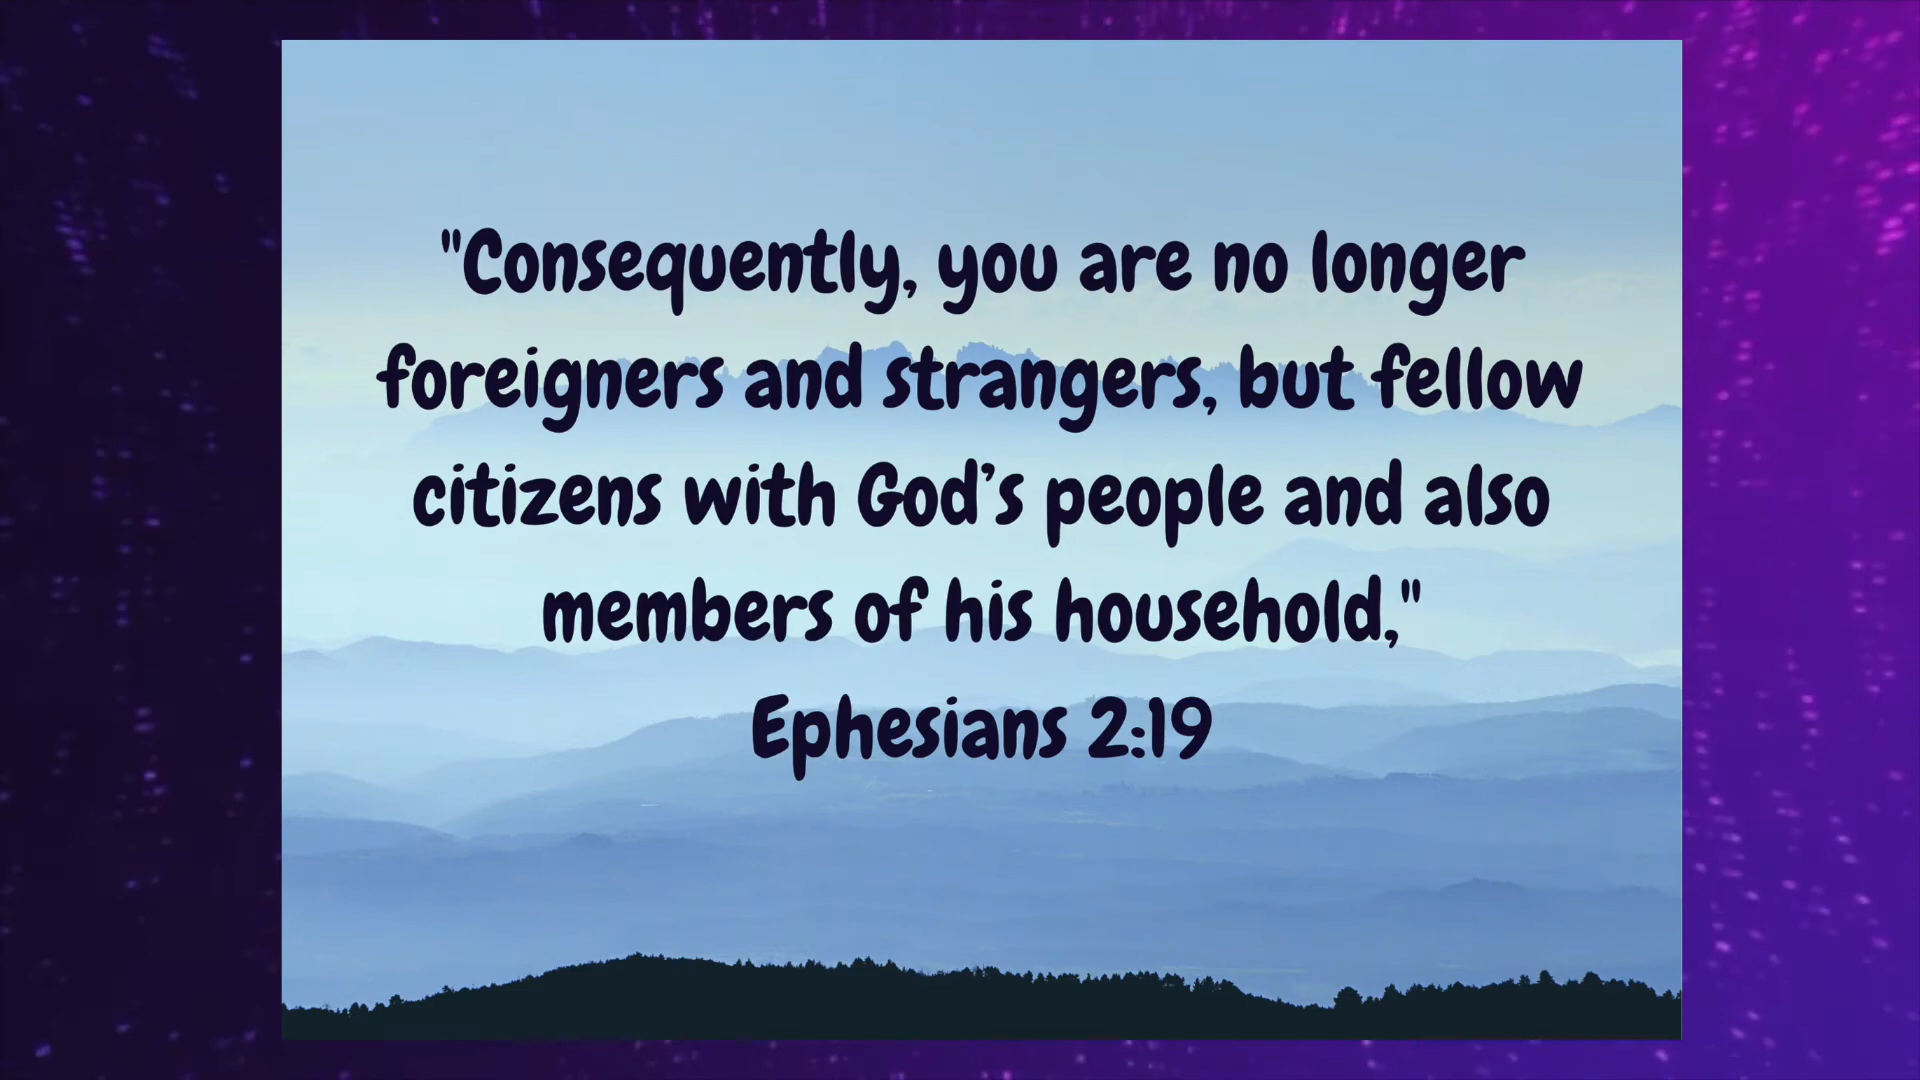 "Consequently, you are no longer
foreigners and strangers, but fellow
citizens with God’s people and also
members of his household,"
Ephesians 2:19